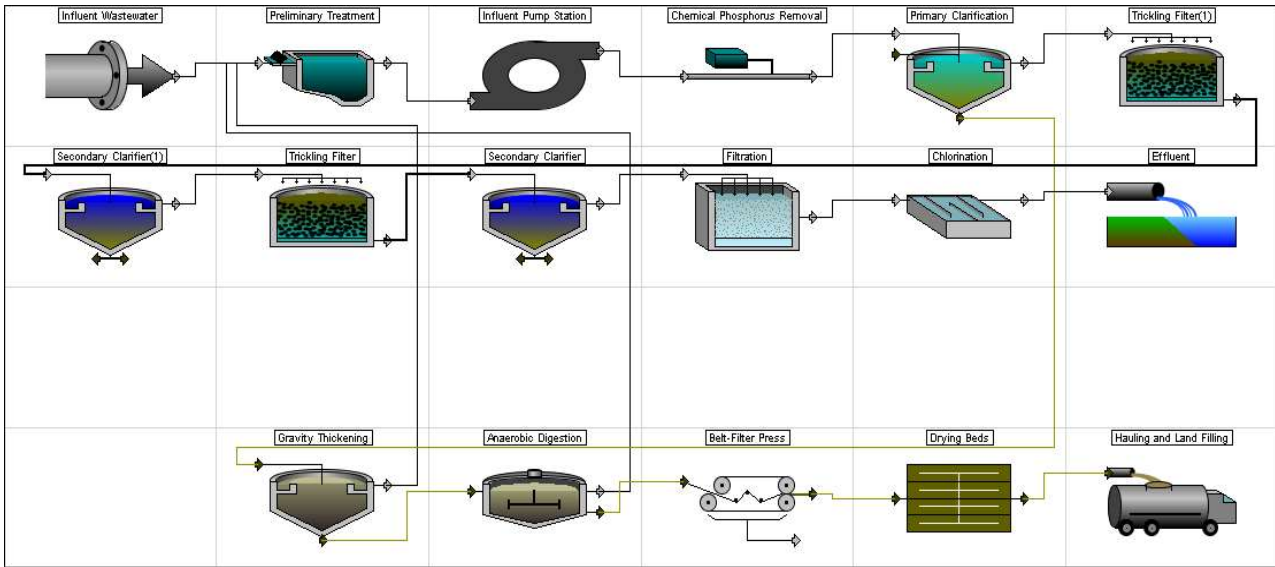 Influent Wastewater
Preliminary Treatment
Influent Pump Station
Chemical Phosphorus Removal
Primary Clarification
Trickling Filter(1)
Secondary Clarifier(1)
Trickling Filter
Secondary Clarifier
Filtration
Chlorination
Effluent
Gravity Thickening
Anaerobic Digestion
Belt-Filter Press
Drying Beds
Hauling and Land Filling